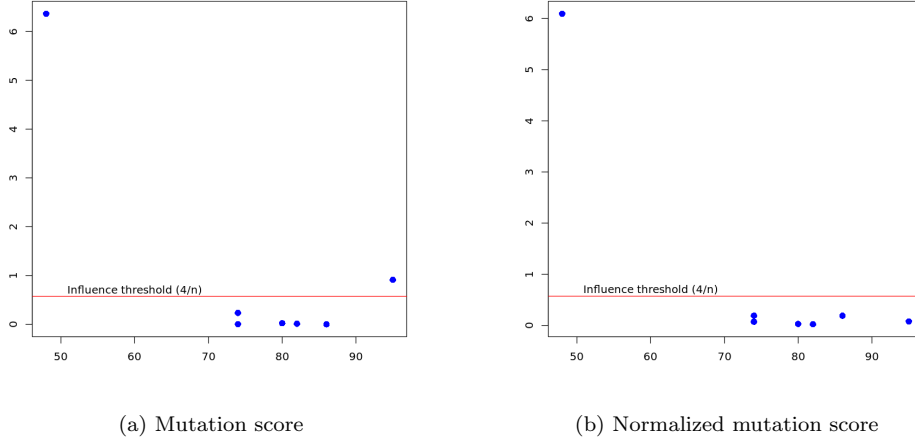 6
5
4
3
2
1
0
Influence threshold (4/n)
50 60 70 80 90
(a) Mutation score
6
5
4
3
2
1
0
Influence threshold (4/n)
50 60 70 80 90
(b) Normalized mutation score